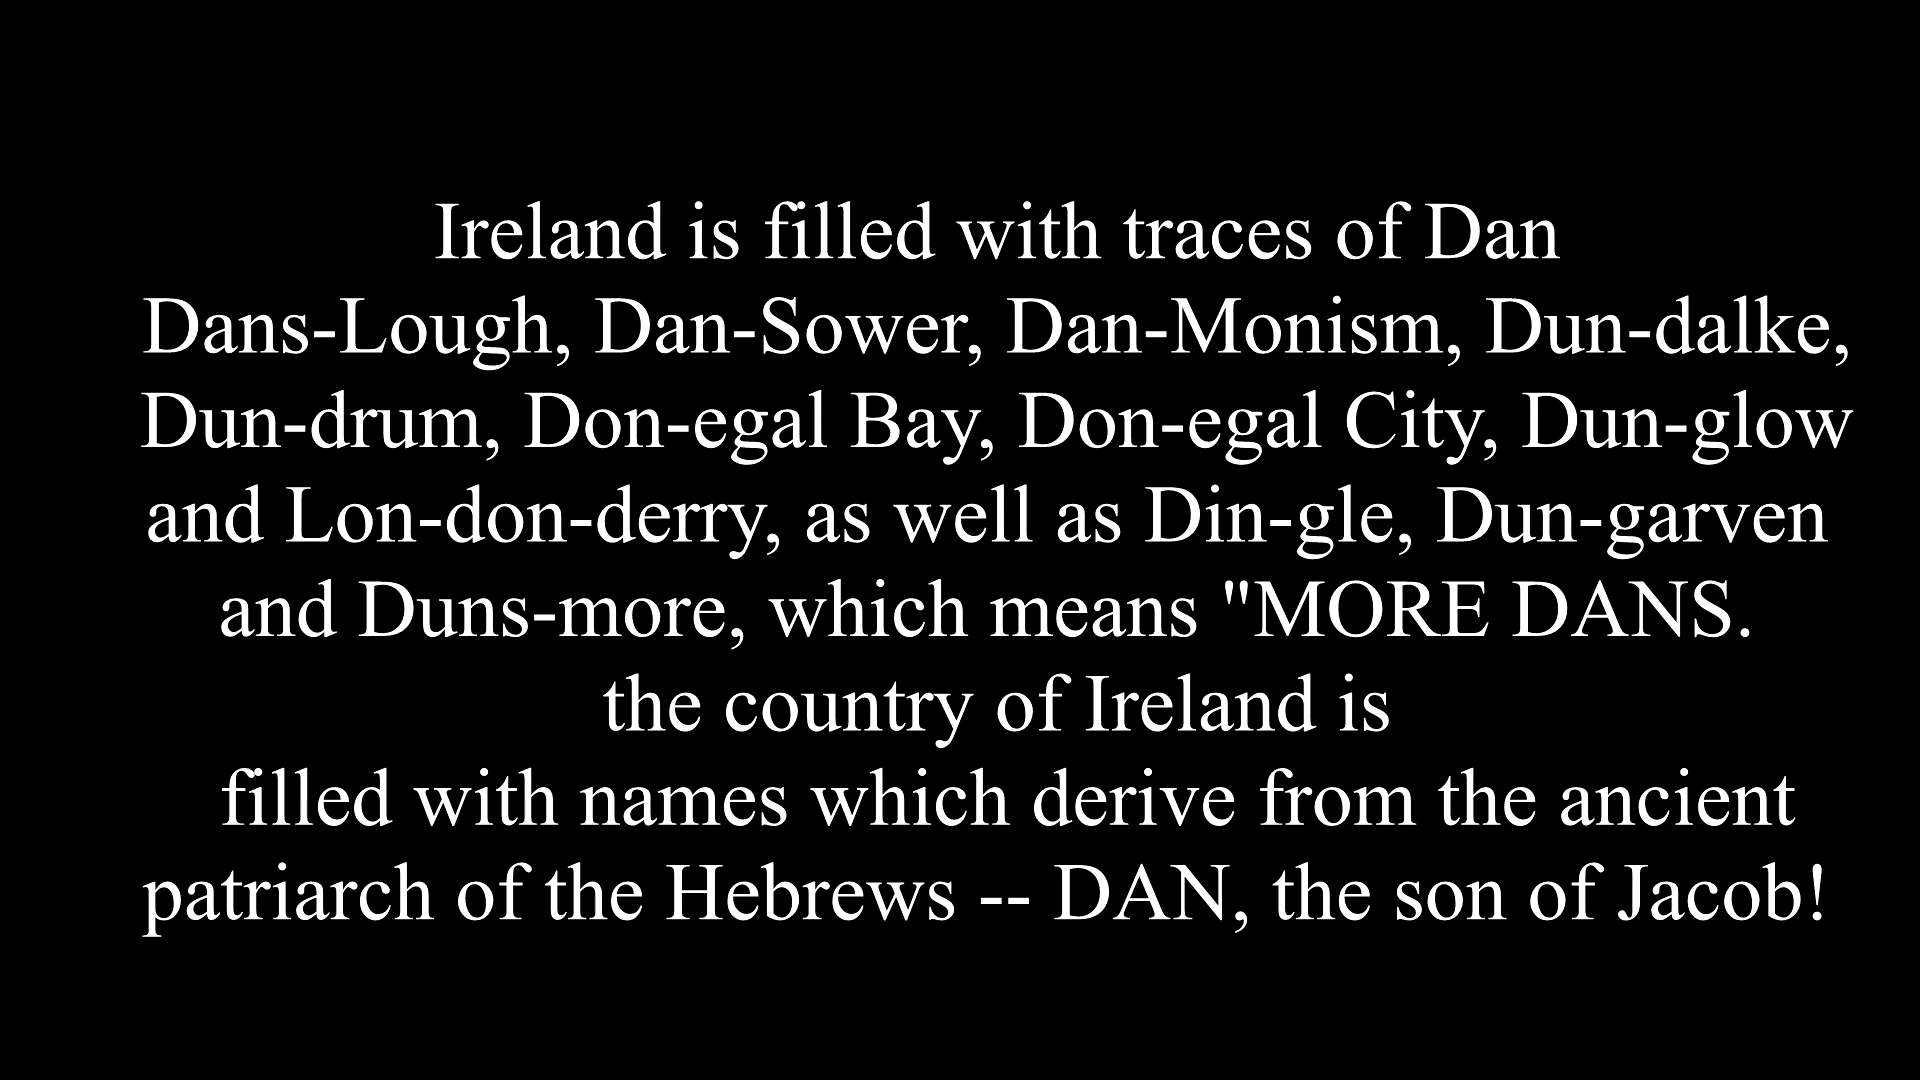 Ireland is filled with traces of Dan
Dans-Lough, Dan-Sower, Dan-Monism, Dun-dalke,
Dun-drum, Don-egal Bay, Don-egal City, Dun-glow
and Lon-don-derry, as well as Din-gle, Dun-garven
and Duns-more, which means "MORE DANS.
the country of Ireland is
filled with names which derive from the ancient
patriarch of the Hebrews -- DAN, the son of Jacob!